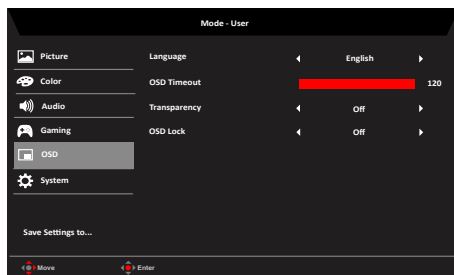 Mode - User
Picture
Language English
Color
OSD Timeout 120
Audio
Transparency Off
Gaming
OSD Lock Off
OSD
System
Save Settings to...
Move Enter